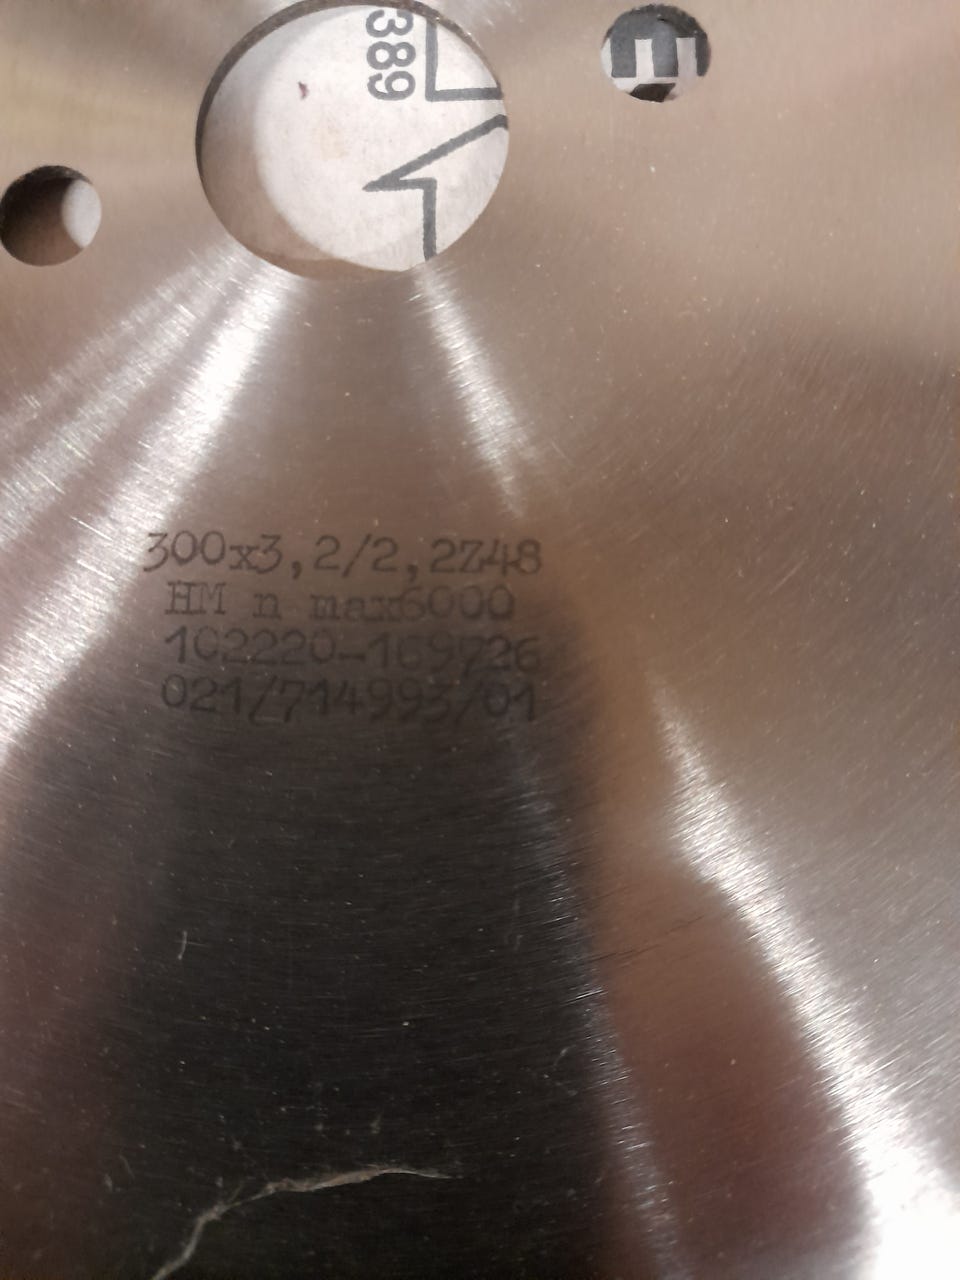 389
E
300x3,2/2,2Z48
HM n max6000
102220-169726
021/714993/01